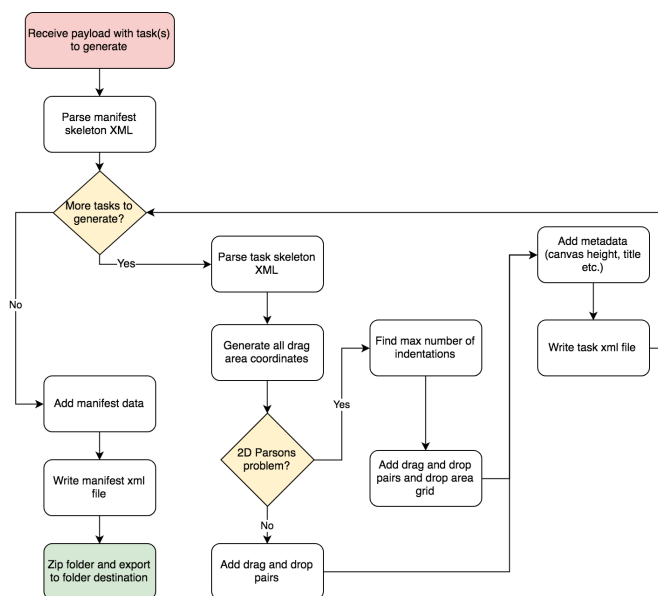 Receive payload with task(s)
to generate
Parse manifest
skeleton XML
More tasks to
generate?
Yes
No
Parse task skeleton
XML
Generate all drag
area coordinates
2D Parsons
problem?
Yes
No
Find max number of
indentations
Add drag and drop
pairs and drop area
grid
Add drag and drop
pairs
Add metadata
(canvas height, title
etc.)
Write task xml file
Add manifest data
Write manifest xml
file
Zip folder and export
to folder destination